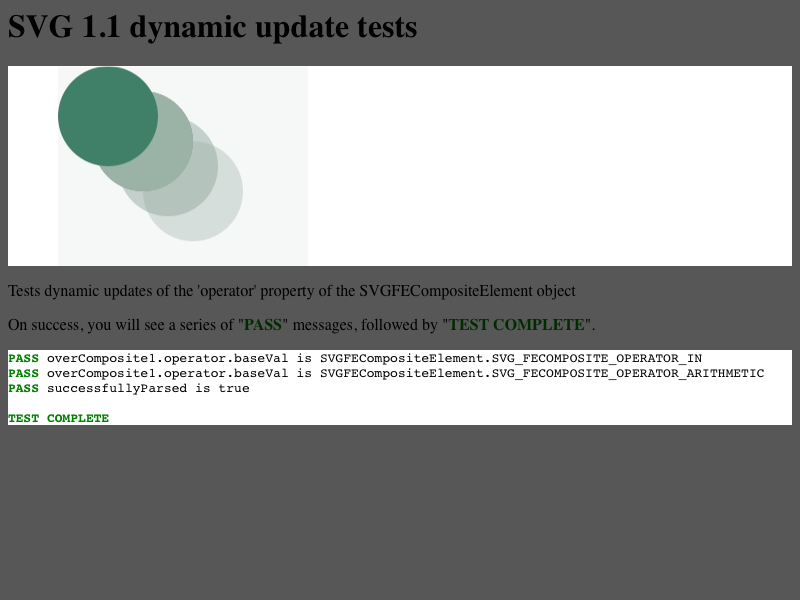 SVG 1.1 dynamic update tests
Tests dynamic updates of the 'operator' property of the SVGFECompositeElement object
On success, you will see a series of "PASS" messages, followed by "TEST COMPLETE".
PASS overComposite1.operator.baseVal is SVGFECompositeElement.SVG_FECOMPOSITE_OPERATOR_IN
PASS overComposite1.operator.baseVal is SVGFECompositeElement.SVG_FECOMPOSITE_OPERATOR_ARITHMETIC
PASS successfullyParsed is true
TEST COMPLETE